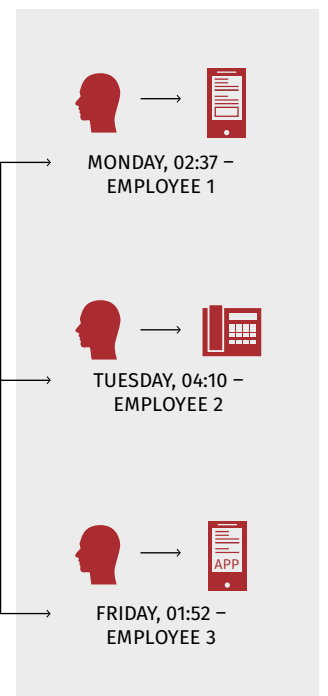 MONDAY, 02:37 –
EMPLOYEE 1
TUESDAY, 04:10 –
EMPLOYEE 2
APP
FRIDAY, 01:52 –
EMPLOYEE 3